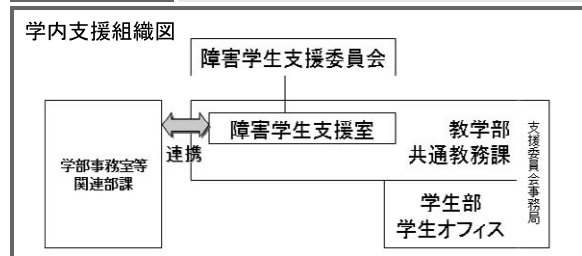 学内支援組織図
障害学生支援委員会
障害学生支援室
連携
学部事務室等
関連部課
教学部
共通教務課
学生部
学生オフィス
支援委員会事務局